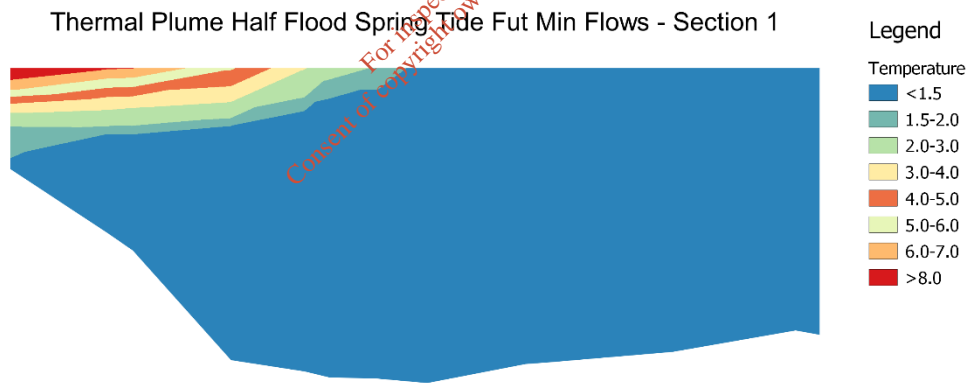 Thermal Plume Half Flood Spring Tide Fut Min Flows - Section 1
For inspe
Consent of copyright ow
Legend
Temperature
<1.5
1.5-2.0
2.0-3.0
3.0-4.0
4.0-5.0
5.0-6.0
6.0-7.0
>8.0